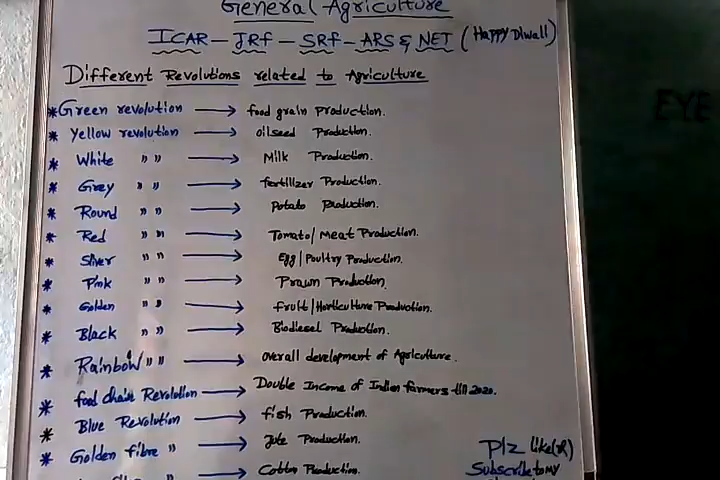 General Agriculture
ICAR - JRF - SRF - ARS & NET (Happy Diwali)
Different Revolutions related to Agriculture
* Green revolution → food grain production.
* Yellow revolution → oilseed Production.
* White " " → Milk Production.
* Grey " " → fertilizer Production.
* Round " " → Potato Production.
* Red " " → Tomato/Meat Production.
* Sliver " " → Egg/Poultry Production.
* Pink " " → Prawn Production.
* Golden " " → fruit/Horticulture Production.
* Black " " → Biodiesel Production.
* Rainbow " " → overall development of Agriculture.
* food chain Revolution → Double Income of Indian farmers till 2020.
* Blue Revolution → fish Production.
* Golden fibre " → Jute Production.
" → Cotton Production.
Plz like(
Subscribe to my
EYE